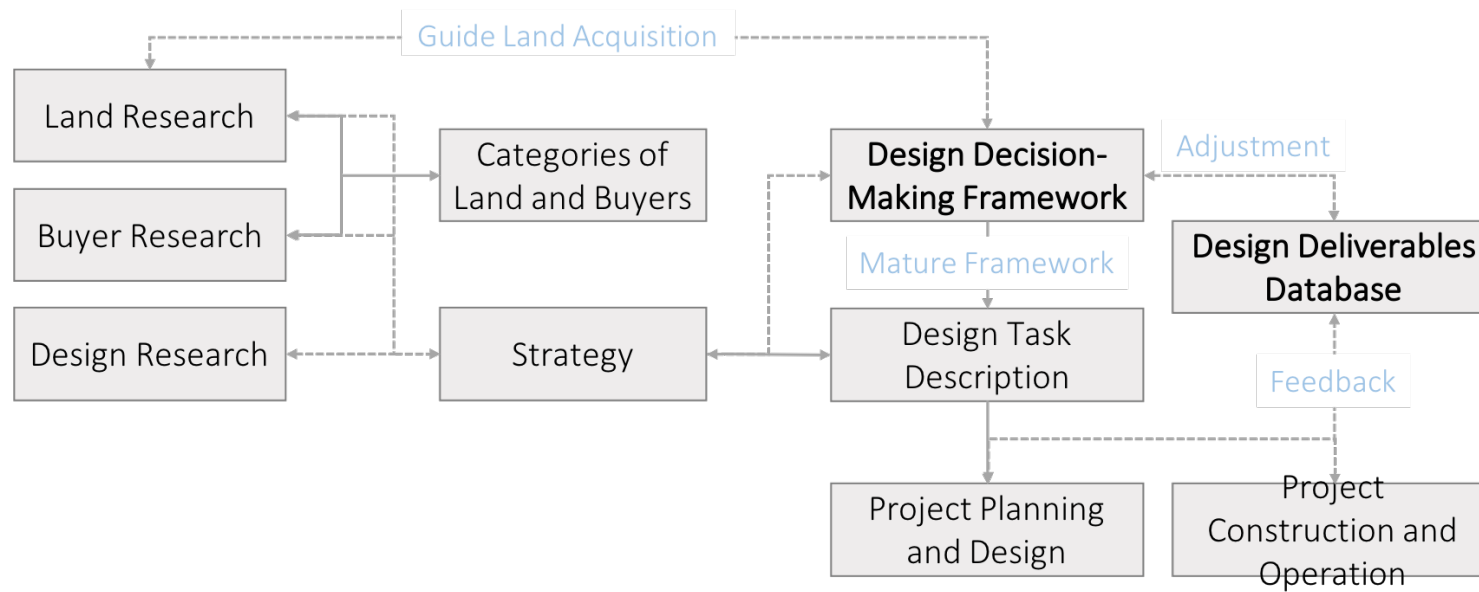 Guide Land Acquisition
Land Research
Categories of
Land and Buyers
Design Decision-
Making Framework
Adjustment
Buyer Research
Mature Framework
Design Deliverables
Database
Design Research
Strategy
Design Task
Description
Feedback
Project Planning
and Design
Project
Construction and
Operation